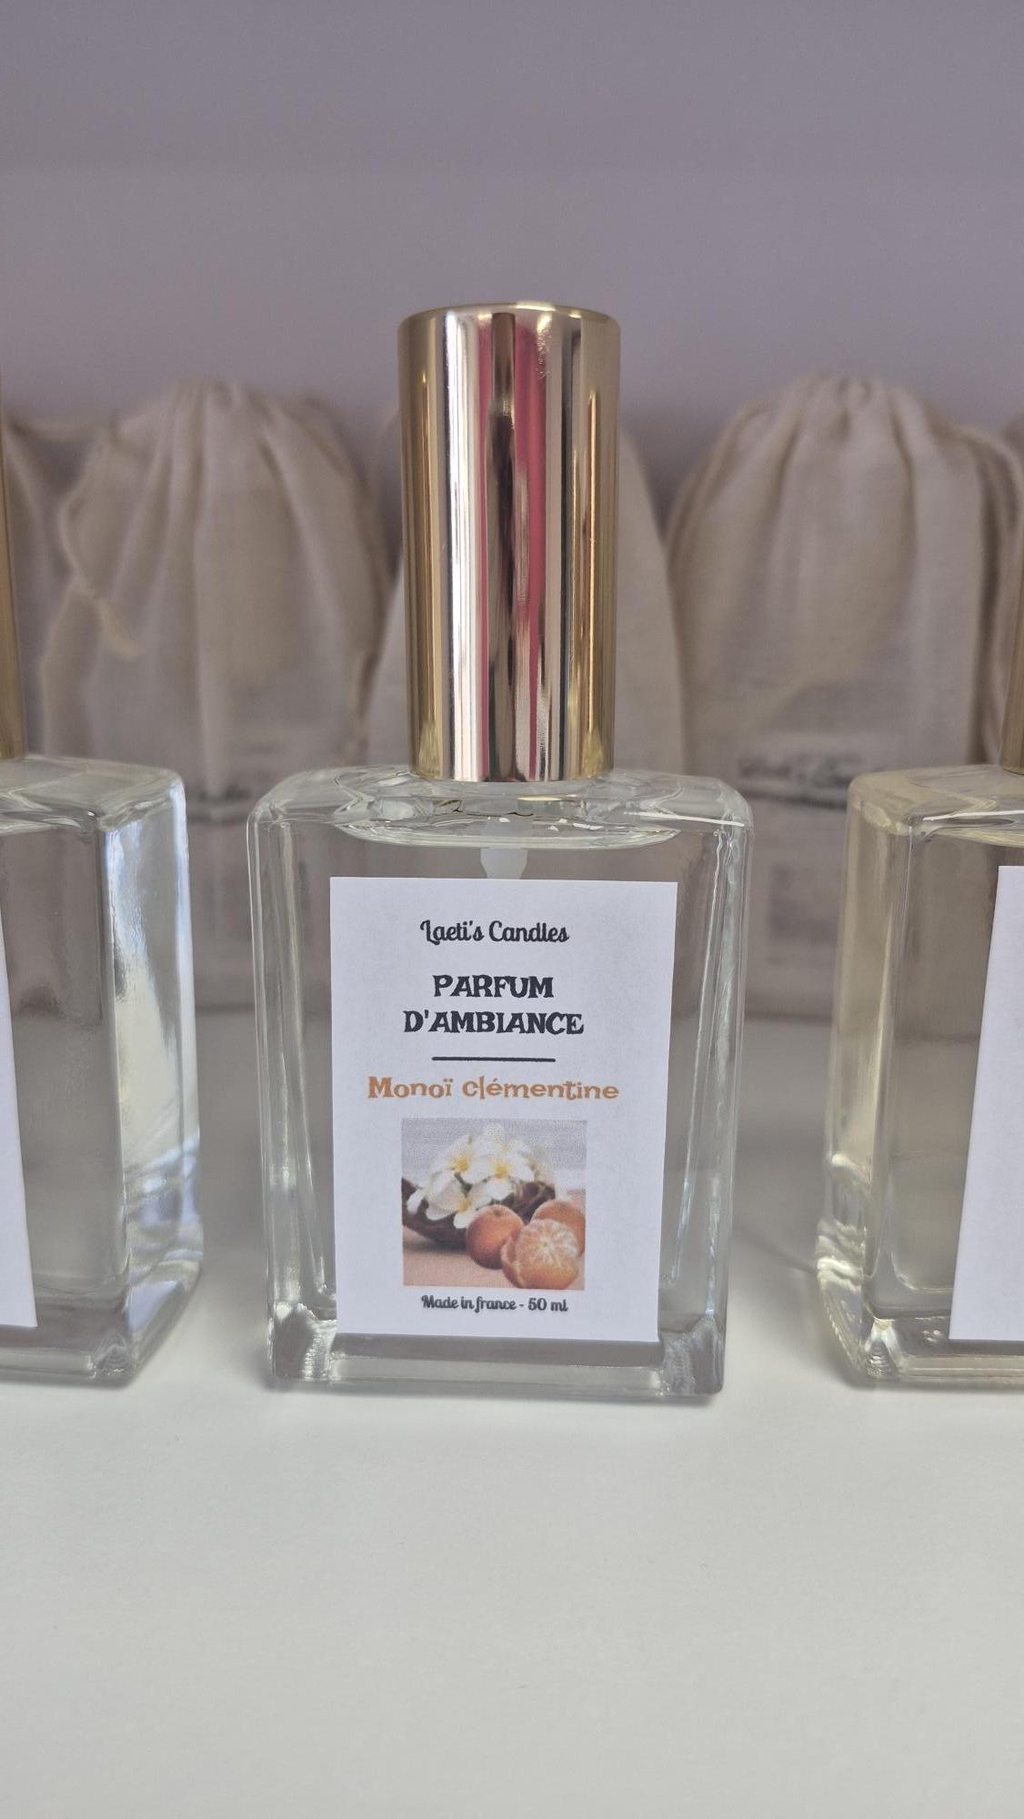 Laeti's Candles
PARFUM
D'AMBIANCE
Monoï clémentine
Made in france - 50 ml